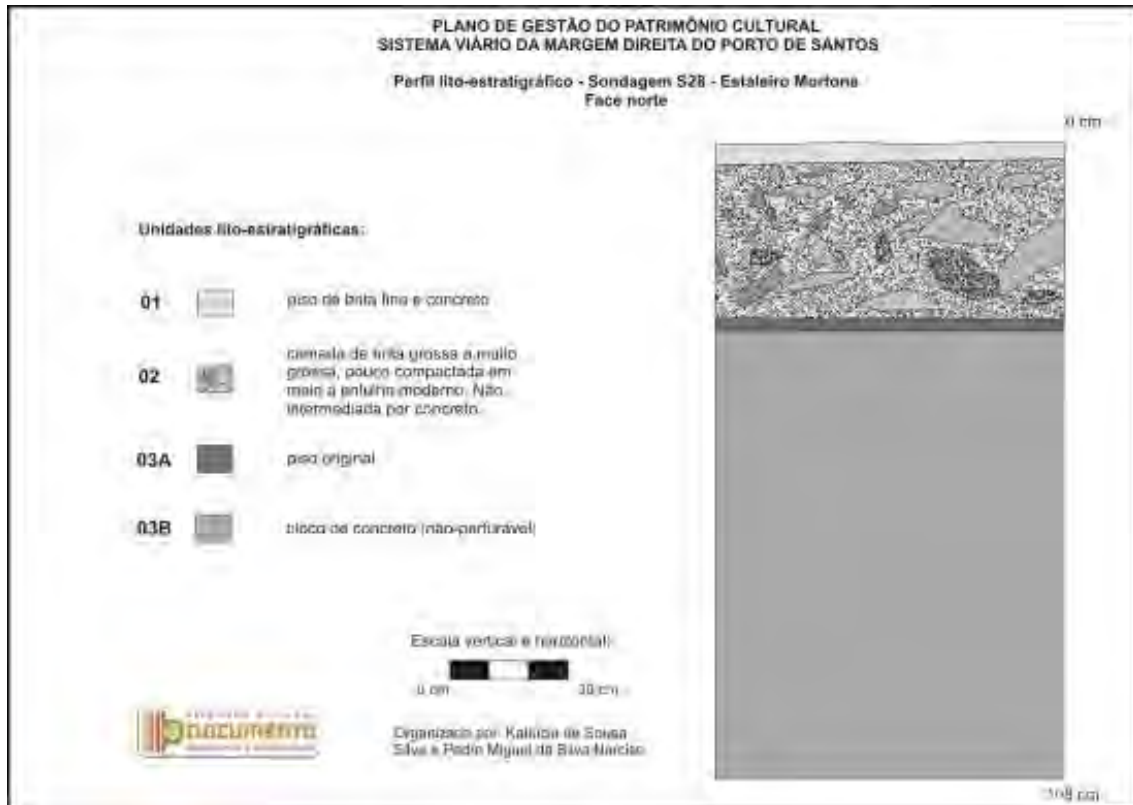 PLANO DE GESTÃO DO PATRIMÔNIO CULTURAL
SISTEMA VIÁRIO DA MARGEM DIREITA DO PORTO DE SANTOS
Perfil lito-estratigráfico - Sondagem S28 - Estaleiro Mortona
Face norte
0 cm
Unidades lito-estratigráficas:
01 piso de brita fina e concreto
02 camada de brita grossa a muito
grossa, pouco compactada em
meio a entulho moderno. Não
intermediada por concreto.
03A piso original
03B bloco de concreto (não-perfurável)
Escala vertical e horizontal:
0 cm
DOCUMENTO
Organizado por: de Sousa
Silva e Pedro Miguel da Narciso
cm